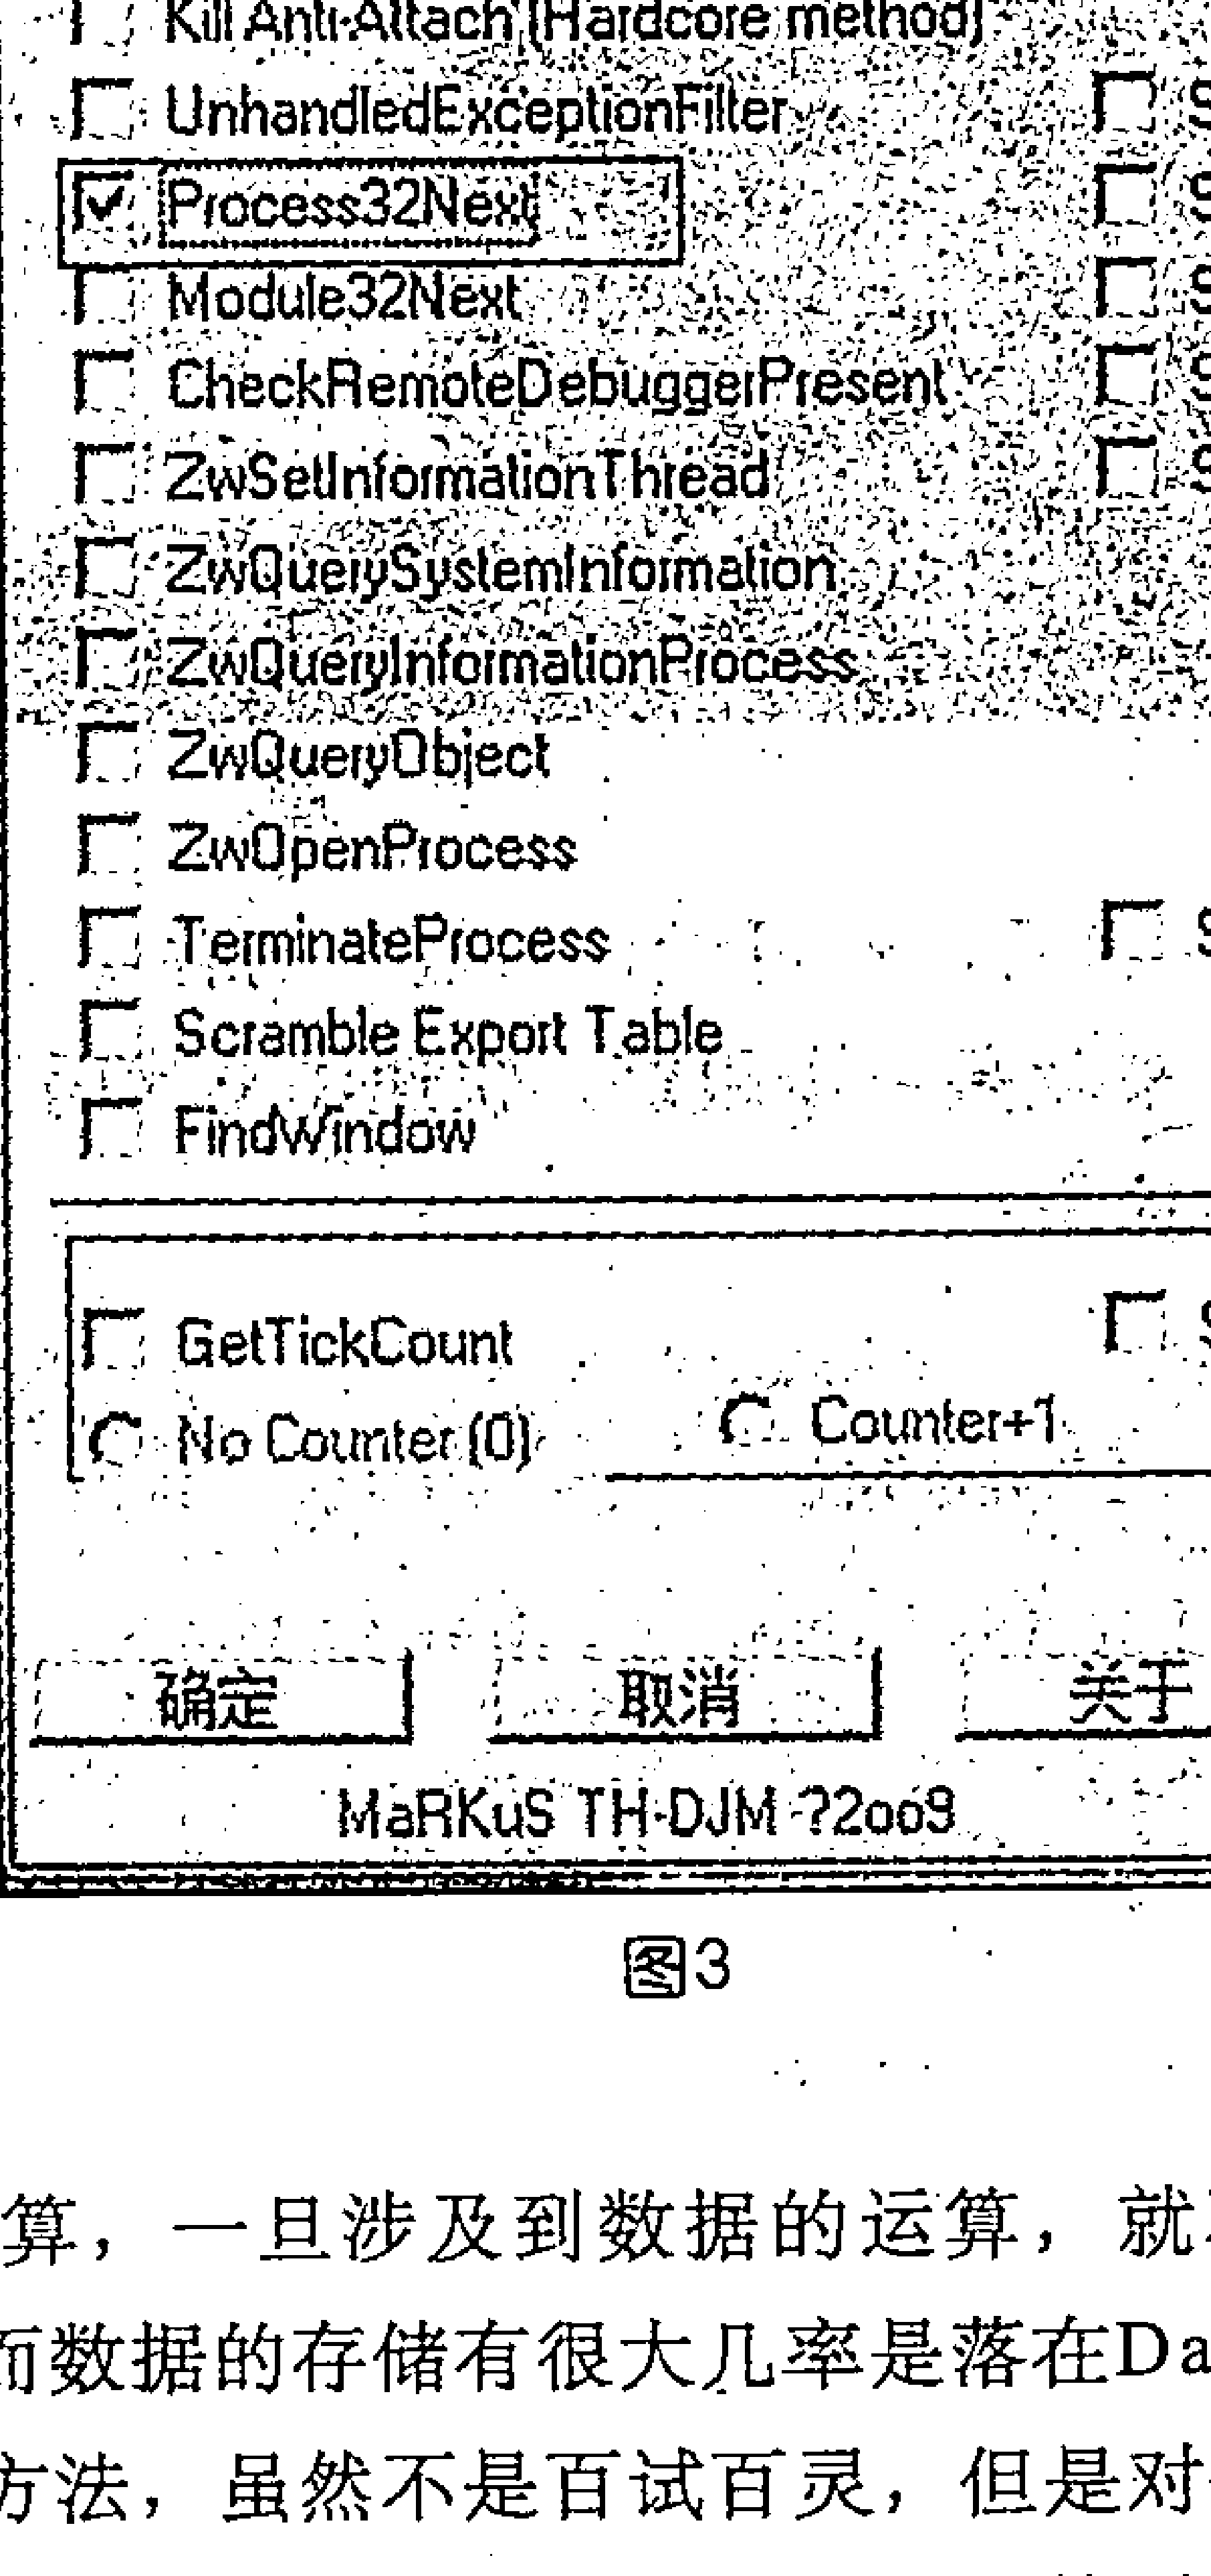 Kill Anti-Attach (Hardcore method)
UnhandledExceptionFilter
Process32Next
Module32Next
CheckRemoteDebuggerPresent
ZwSetInformationThread
ZwQuerySystemInformation
ZwQueryInformationProcess
ZwQueryObject
ZwOpenProcess
TerminateProcess
Scramble Export Table
FindWindow
GetTickCount
No Counter (0) Counter+1
确定 取消 关于
MaRKuS TH-DJM ?2oo9
图3
算，一旦涉及到数据的运算，就
而数据的存储有很大几率是落在Da
方法，虽然不是百试百灵，但是对